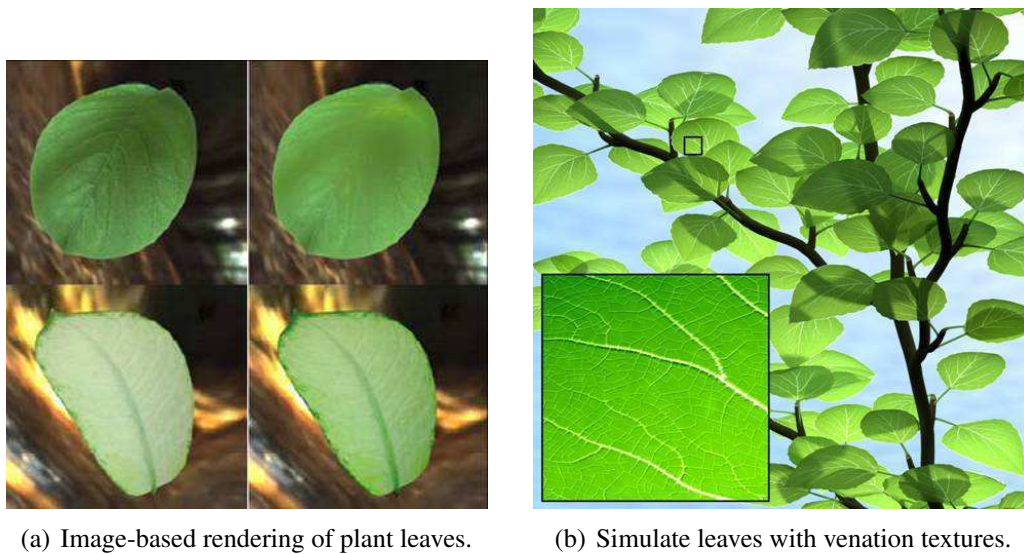 (a) Image-based rendering of plant leaves.
(b) Simulate leaves with venation textures.